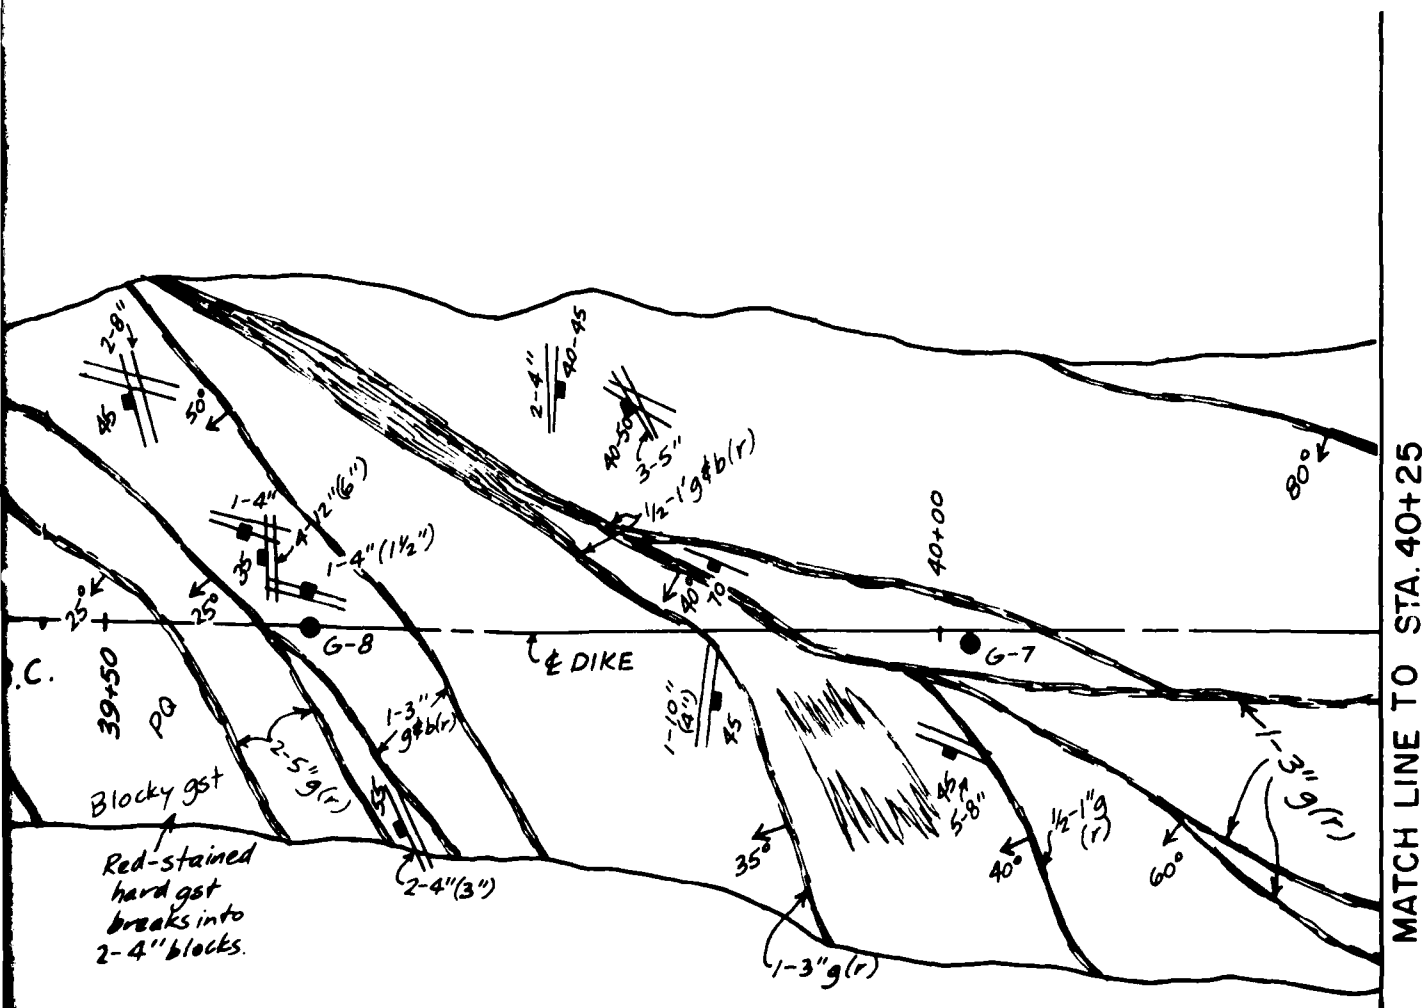 2-8"
45
50°
2-4"
40-45
40-50
3-5"
½-1'g&b(r)
80°
1-4"
2"(6")
35
1-4"(1½")
25°
25°
40°
70
40+00
G-8
G-7
℄ DIKE
.C.
39+50
PQ
Blocky gst
2-5"g(r)
1-3"
g&b(r)
35
1-10"
(4")
45
45
5-8"
½-1"g
(r)
1-3"g(r)
35°
40°
60°
2-4"(3")
1-3"g(r)
Red-stained
hard gst
breaks into
2-4"blocks.
MATCH LINE TO STA. 40+25